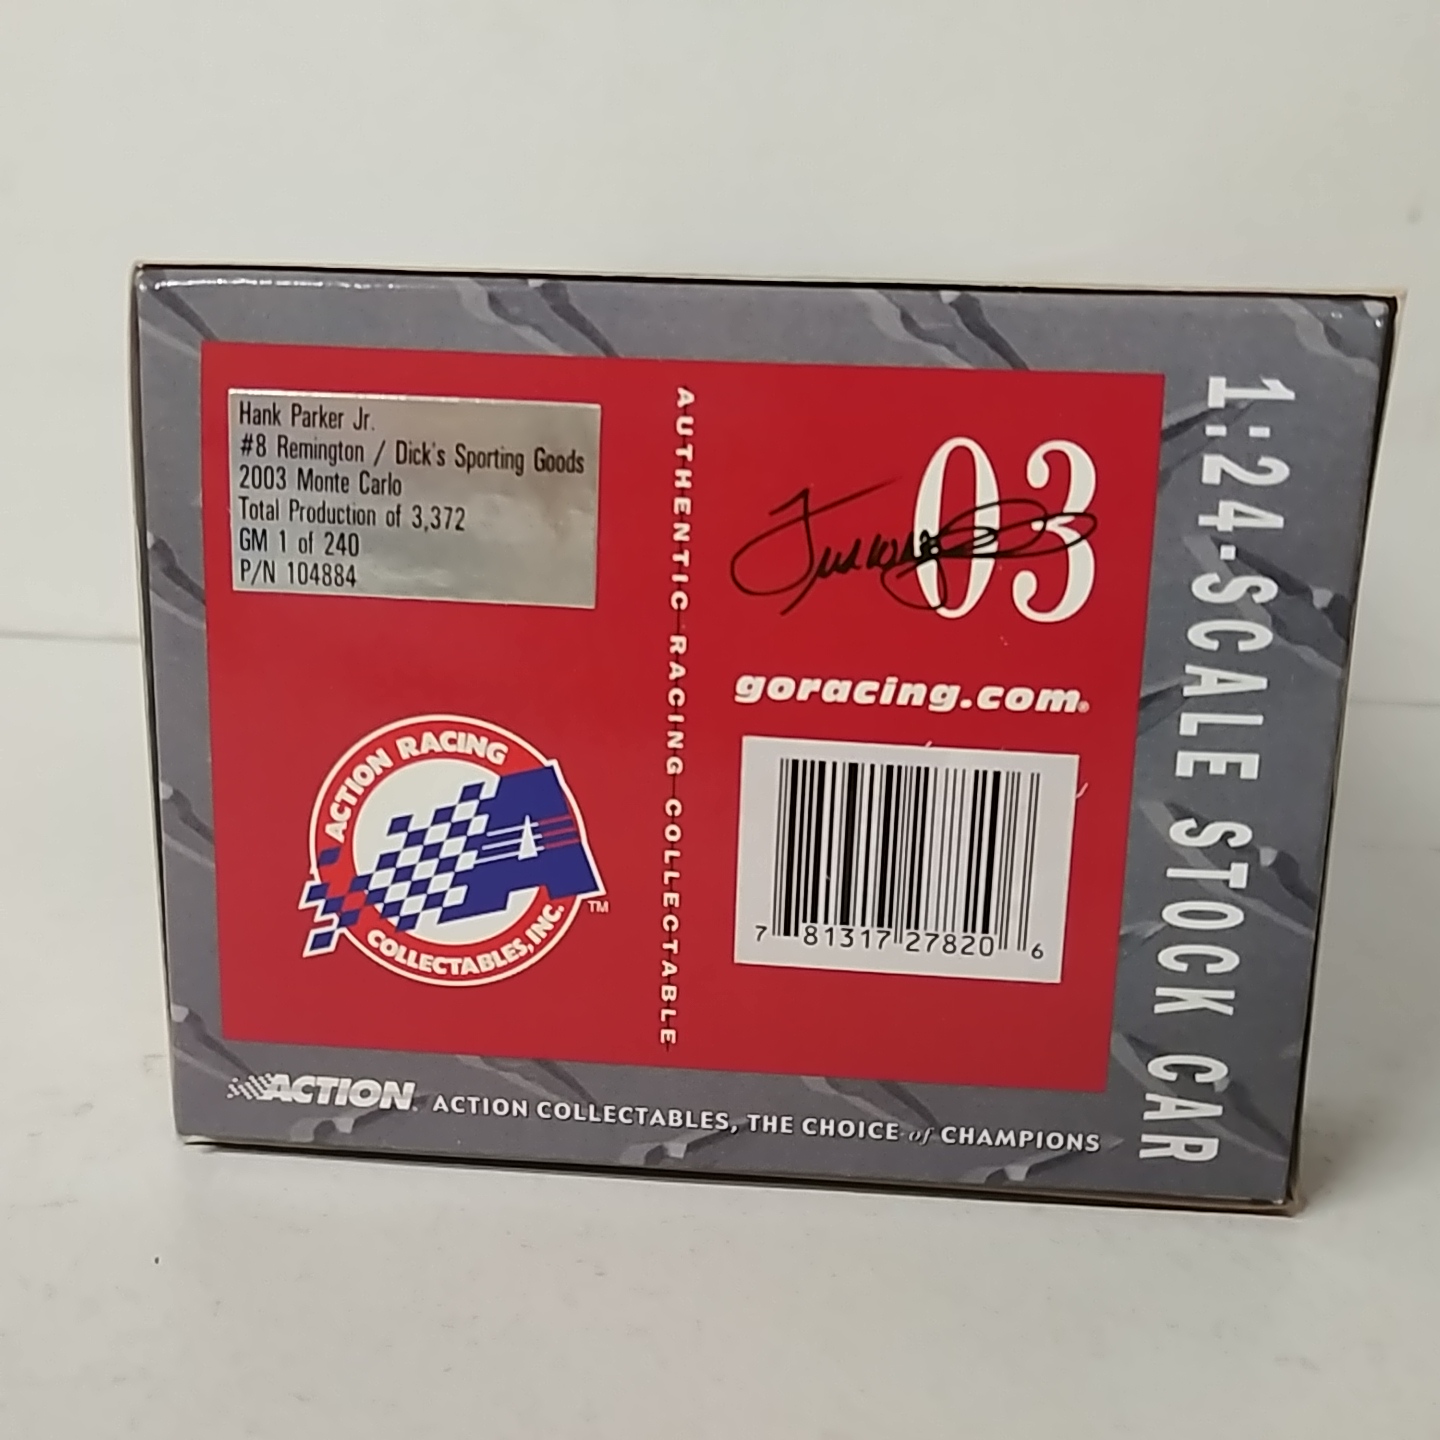 Hank Parker Jr.
#8 Remington / Dick's Sporting Goods
2003 Monte Carlo
Total Production of 3,372
GM 1 of 240
P/N 104884
ACTION RACING
COLLECTABLES, INC.
TM
AUTHENTIC RACING COLLECTABLE
03
goracing.com®
7 81317 27820 6
1:24-SCALE STOCK CAR
ACTION. ACTION COLLECTABLES, THE CHOICE of CHAMPIONS